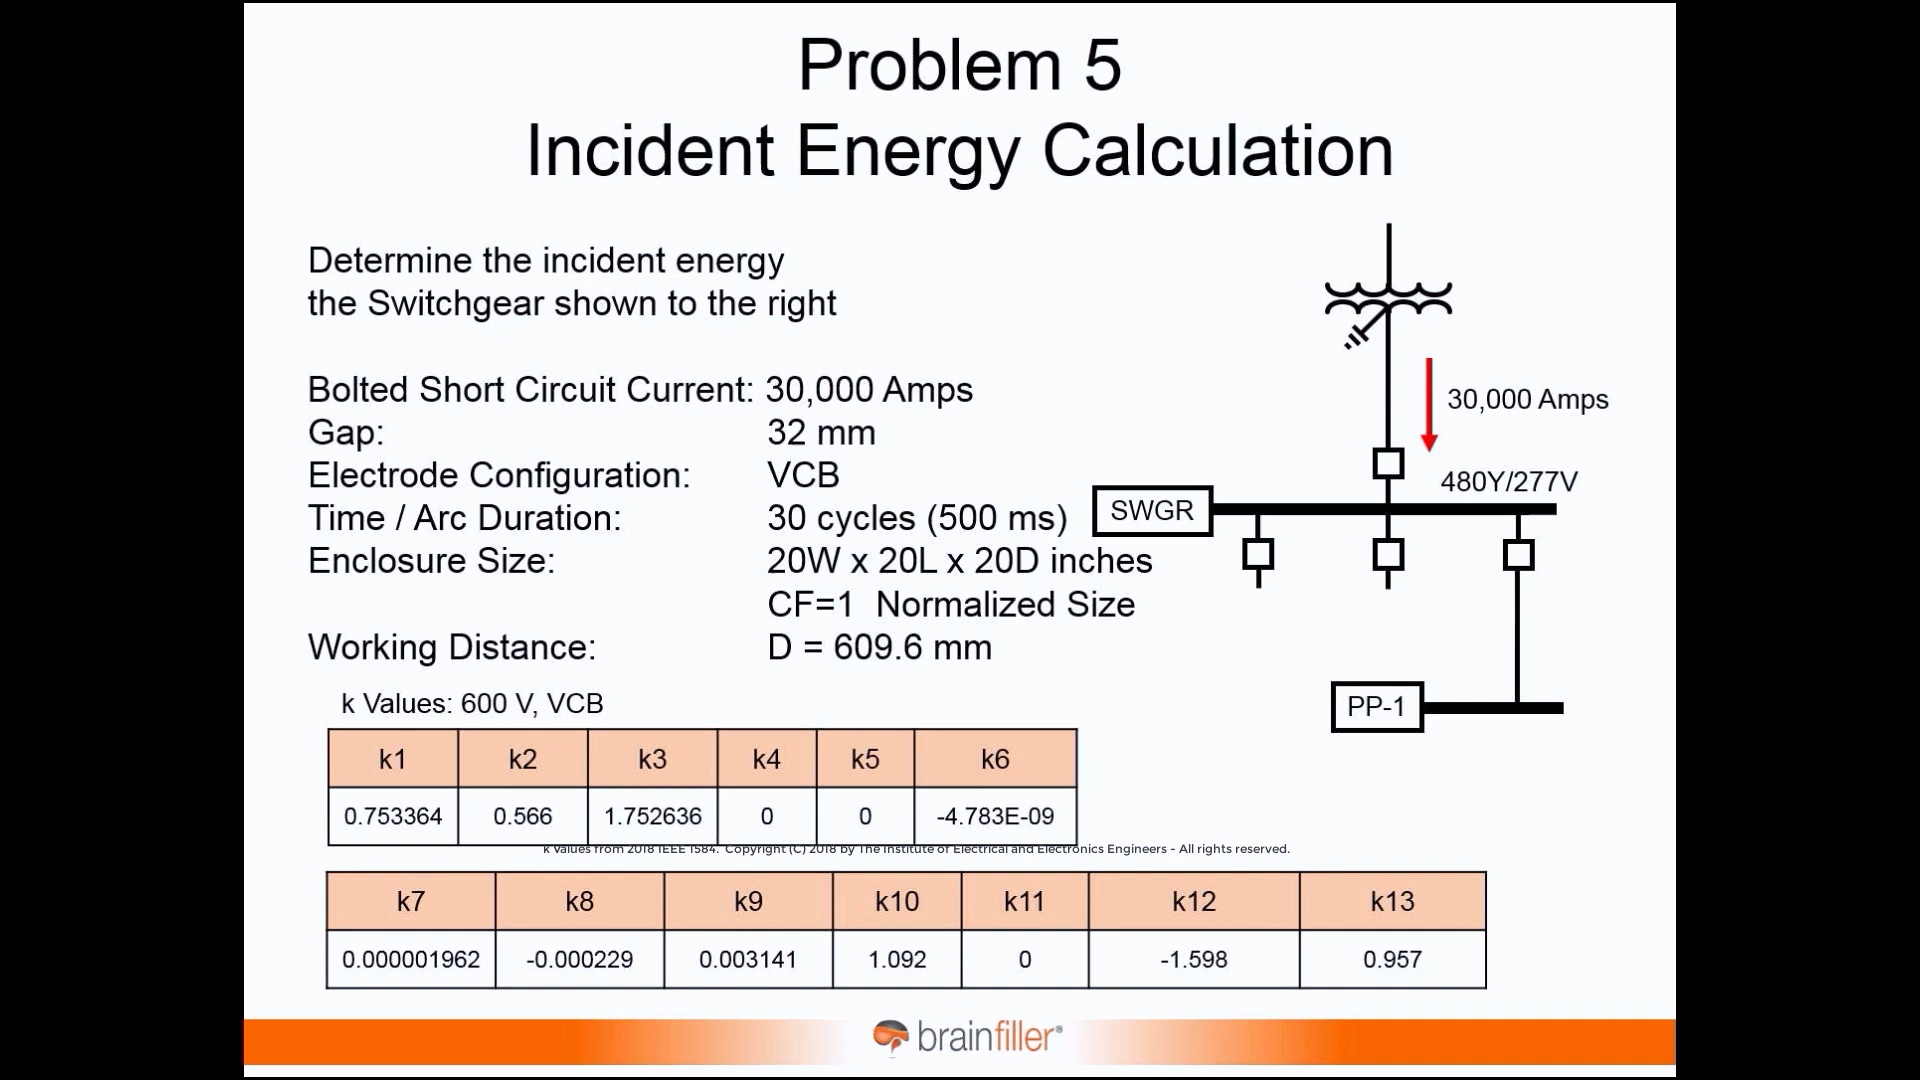 Problem 5
Incident Energy Calculation
Determine the incident energy
the Switchgear shown to the right
Bolted Short Circuit Current: 30,000 Amps
Gap: 32 mm
Electrode Configuration: VCB
Time / Arc Duration: 30 cycles (500 ms)
Enclosure Size: 20W x 20L x 20D inches
CF=1 Normalized Size
Working Distance: D = 609.6 mm
30,000 Amps
480Y/277V
SWGR
PP-1
k Values: 600 V, VCB
k1 k2 k3 k4 k5 k6
0.753364 0.566 1.752636 0 0 -4.783E-09
k Values from 2018 IEEE 1584. Copyright (C) 2018 by The Institute of Electrical and Electronics Engineers - All rights reserved.
k7 k8 k9 k10 k11 k12 k13
0.000001962 -0.000229 0.003141 1.092 0 -1.598 0.957
brainfiller®